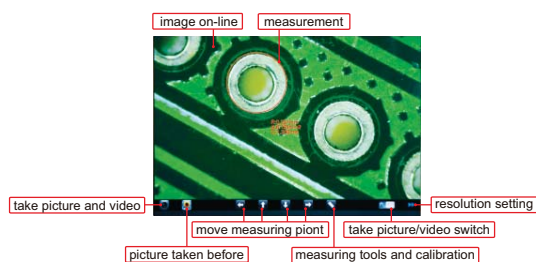 image on-line
measurement
take picture and video
resolution setting
move measuring piont
take picture/video switch
picture taken before
measuring tools and calibration